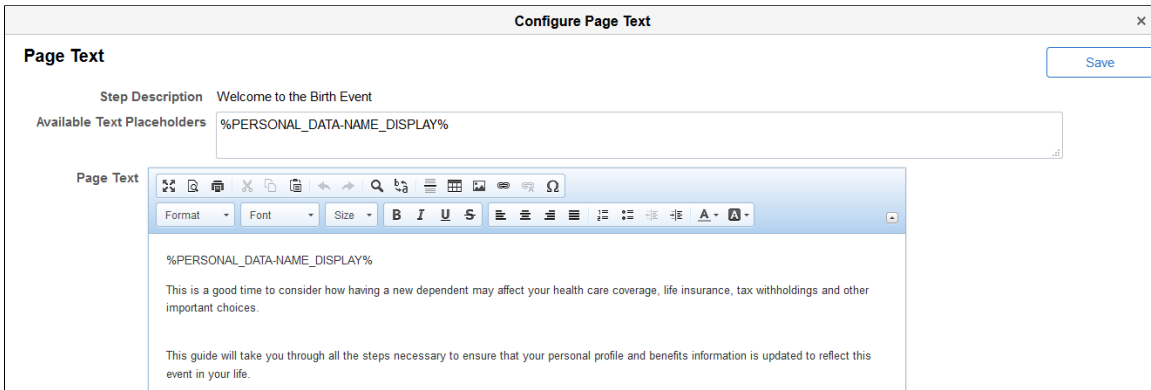 Configure Page Text
×
Page Text
Save
Step Description Welcome to the Birth Event
Available Text Placeholders %PERSONAL_DATA-NAME_DISPLAY%
Page Text
Format Font Size B I U S A A
%PERSONAL_DATA-NAME_DISPLAY%
This is a good time to consider how having a new dependent may affect your health care coverage, life insurance, tax withholdings and other
important choices.
This guide will take you through all the steps necessary to ensure that your personal profile and benefits information is updated to reflect this
event in your life.